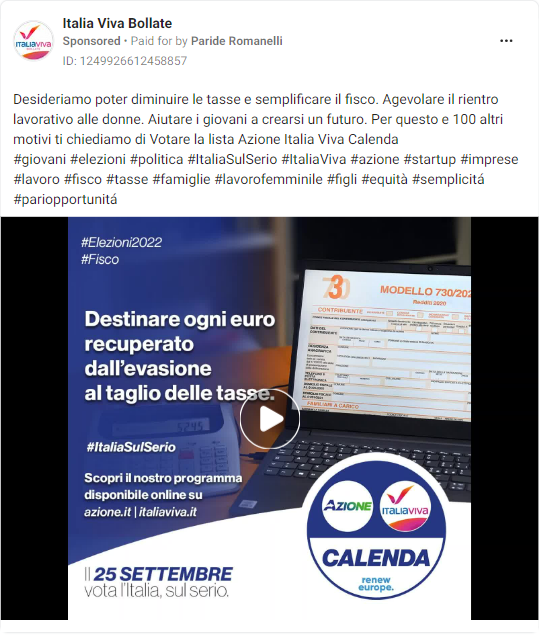 Italia Viva Bollate
Sponsored • Paid for by Paride Romanelli
ID: 1249926612458857
Desideriamo poter diminuire le tasse e semplificare il fisco. Agevolare il rientro
lavorativo alle donne. Aiutare i giovani a crearsi un futuro. Per questo e 100 altri
motivi ti chiediamo di Votare la lista Azione Italia Viva Calenda
#giovani #elezioni #politica #ItaliaSulSerio #ItaliaViva #azione #startup #imprese
#lavoro #fisco #tasse #famiglie #lavorofemminile #figli #equità #semplicitá
#pariopportunitá
#Elezioni2022
#Fisco
730
MODELLO 730/202
Redditi 2020
CONTRIBUENTE
FAMILIARI A CARICO
Destinare ogni euro
recuperato
dall'evasione
al taglio delle tasse.
#ItaliaSulSerio
Scopri il nostro programma
disponibile online su
azione.it | italiaviva.it
AZIONE
ITALIAVIVA
CALENDA
renew
europe.
Il 25 SETTEMBRE
vota l'Italia, sul serio.